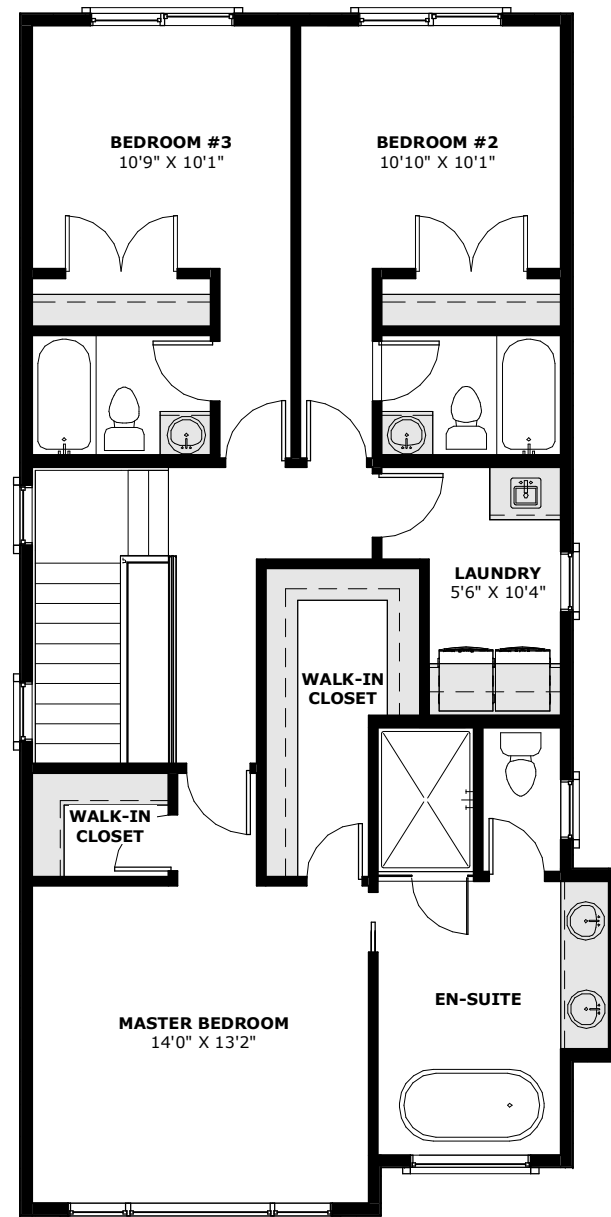 BEDROOM #3
10'9" X 10'1"
BEDROOM #2
10'10" X 10'1"
LAUNDRY
5'6" X 10'4"
WALK-IN
CLOSET
WALK-IN
CLOSET
EN-SUITE
MASTER BEDROOM
14'0" X 13'2"